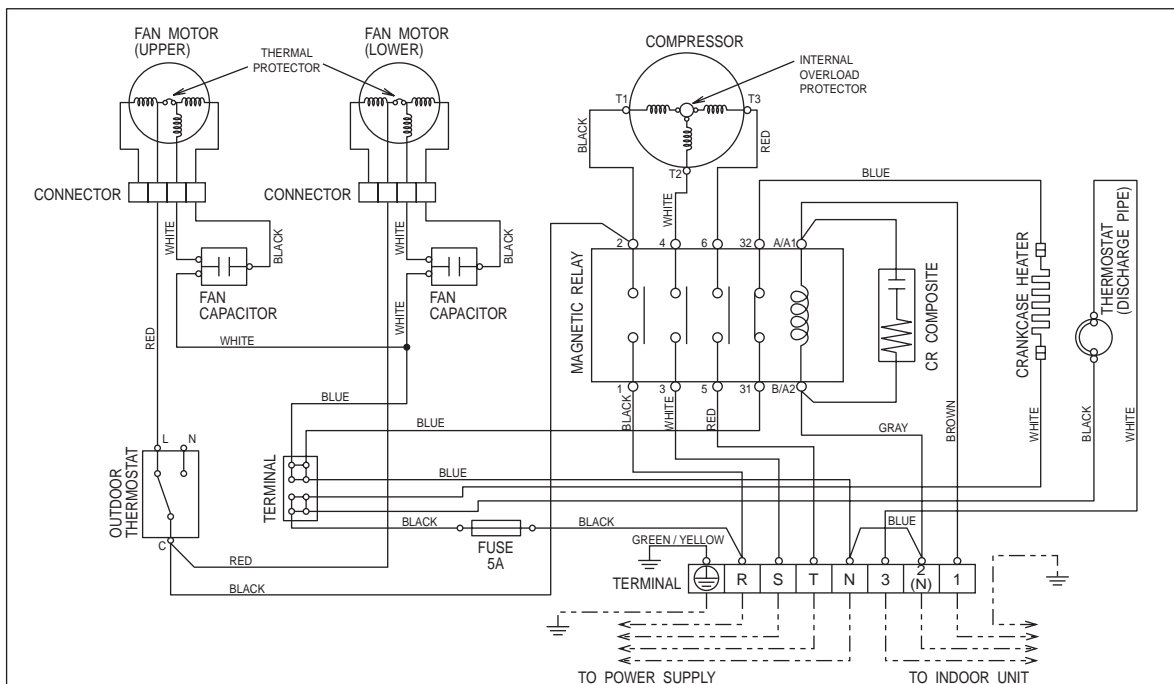 FAN MOTOR
(UPPER)
THERMAL
PROTECTOR
FAN MOTOR
(LOWER)
COMPRESSOR
INTERNAL
OVERLOAD
PROTECTOR
T1
T3
T2
BLACK
RED
WHITE
BLUE
CONNECTOR
CONNECTOR
WHITE
BLACK
WHITE
BLACK
FAN
CAPACITOR
FAN
CAPACITOR
RED
WHITE
WHITE
2
4
6
32
A/A1
MAGNETIC RELAY
CR COMPOSITE
CRANKCASE HEATER
THERMOSTAT
(DISCHARGE PIPE)
1
3
5
31
B/A2
BLACK
WHITE
RED
GRAY
BROWN
WHITE
BLACK
WHITE
BLUE
BLUE
BLUE
L
N
C
OUTDOOR
THERMOSTAT
TERMINAL
BLACK
FUSE
5A
BLACK
BLUE
RED
BLACK
GREEN / YELLOW
TERMINAL
R
S
T
N
3
2
(N)
1
TO POWER SUPPLY
TO INDOOR UNIT